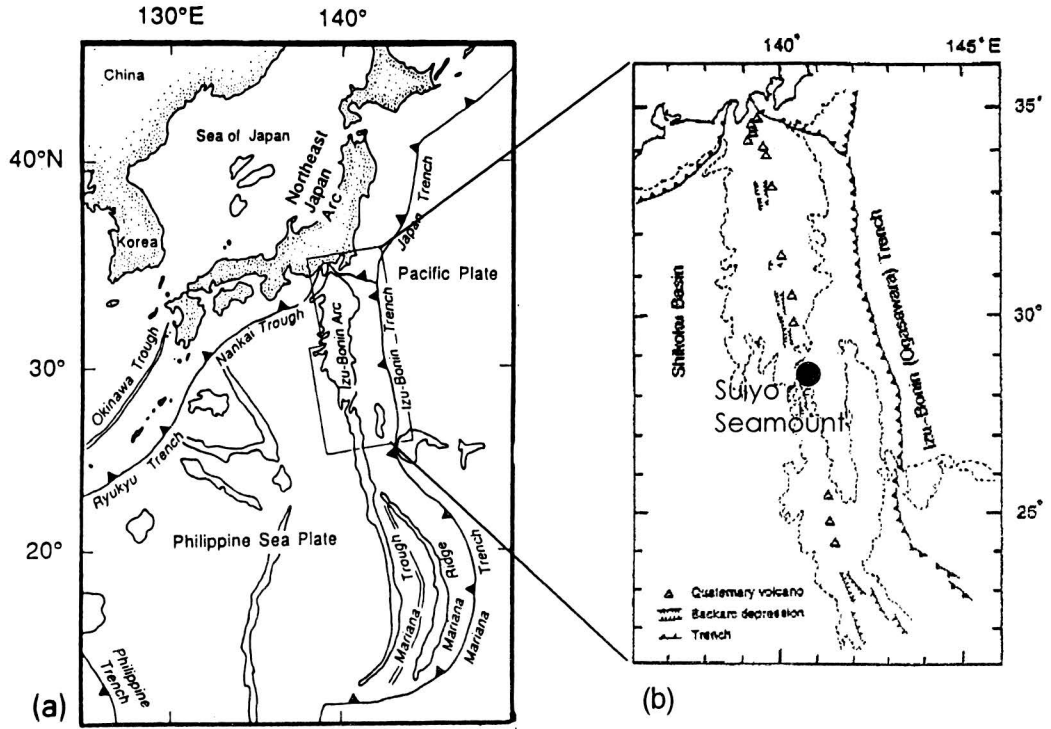 130°E
140°
China
Sea of Japan
40°N
Northeast
Japan
Arc
Korea
Japan Trench
Pacific Plate
Okinawa Trough
Nankai Trough
Izu-Bonin Arc
Izu-Bonin Trench
30°
Ryukyu Trench
Philippine Sea Plate
20°
Mariana Trough
Mariana Ridge
Mariana Trench
Philippine
Trench
(a)
140°
145°E
35°
Shikoku Basin
Izu-Bonin (Ogasawara) Trench
30°
Suiyo
Seamount
25°
Quaternary volcano
Backarc depression
Trench
(b)